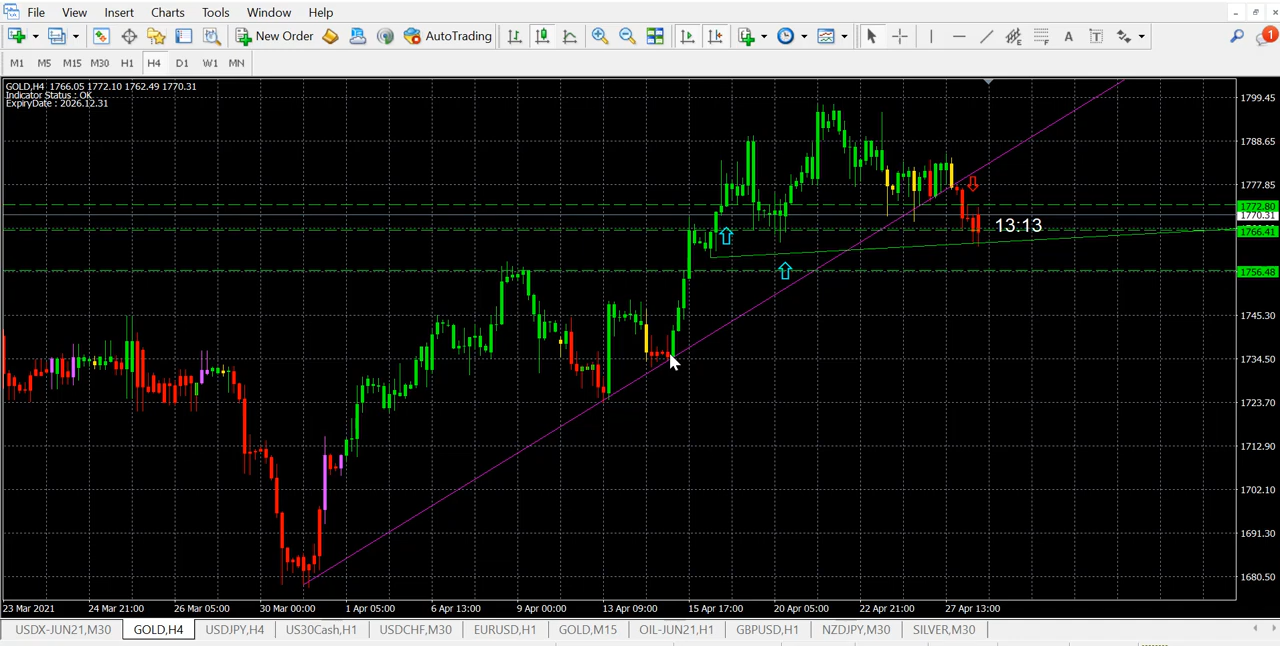 File View Insert Charts Tools Window Help
New Order AutoTrading A T 1
M1 M5 M15 M30 H1 H4 D1 W1 MN
GOLD,H4 1766.05 1772.10 1762.49 1770.31
Indicator Status : OK
ExpiryDate : 2026.12.31
1799.45
1788.65
1777.85
1772.80
1770.31
13:13
1766.41
1756.48
1745.30
1734.50
1723.70
1712.90
1702.10
1691.30
1680.50
23 Mar 2021 24 Mar 21:00 26 Mar 05:00 30 Mar 00:00 1 Apr 05:00 6 Apr 13:00 9 Apr 00:00 13 Apr 09:00 15 Apr 17:00 20 Apr 05:00 22 Apr 21:00 27 Apr 13:00
USDX-JUN21,M30 GOLD,H4 USDJPY,H4 US30Cash,H1 USDCHF,M30 EURUSD,H1 GOLD,M15 OIL-JUN21,H1 GBPUSD,H1 NZDJPY,M30 SILVER,M30